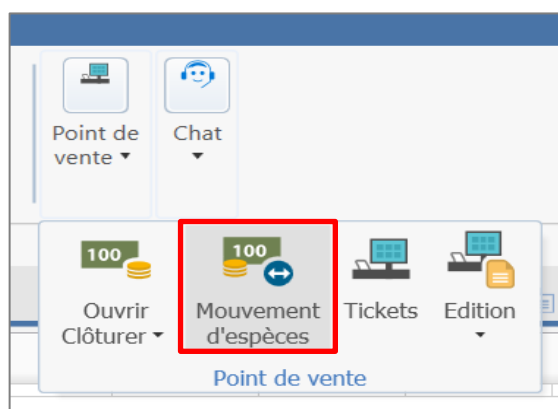 Point de
vente
Chat
100
100
Ouvrir
Clôturer
Mouvement
d'espèces
Tickets
Edition
Point de vente